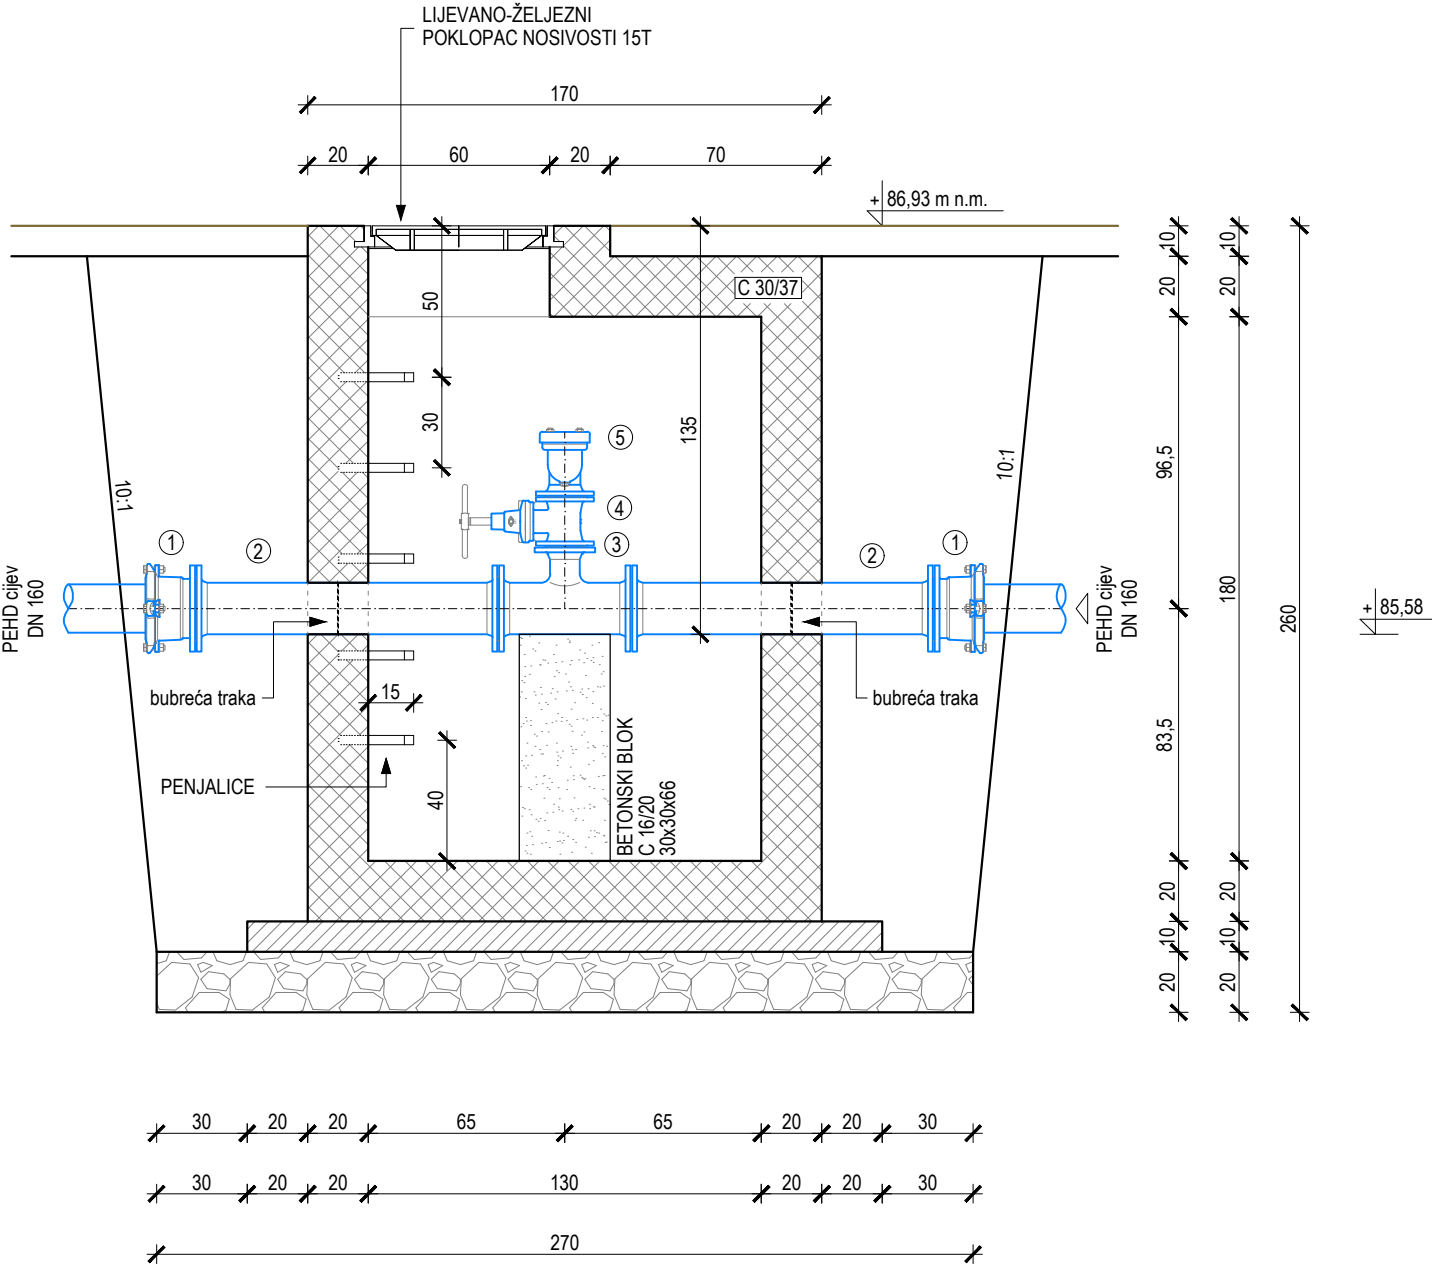 LIJEVANO-ŽELJEZNI
POKLOPAC NOSIVOSTI 15T
170
20 60 20 70
+ 86,93 m n.m.
10 10
20 20
C 30/37
50
30
135
96,5
10:1 10:1
5
4
3
1 2 2 1
PEHD cijev
DN 160
PEHD cijev
DN 160
180
260
+ 85,58
bubreća traka
15
bubreća traka
83,5
PENJALICE
40
BETONSKI BLOK
C 16/20
30x30x66
20 20
10 10
20 20
30 20 20 65 65 20 20 30
30 20 20 130 20 20 30
270